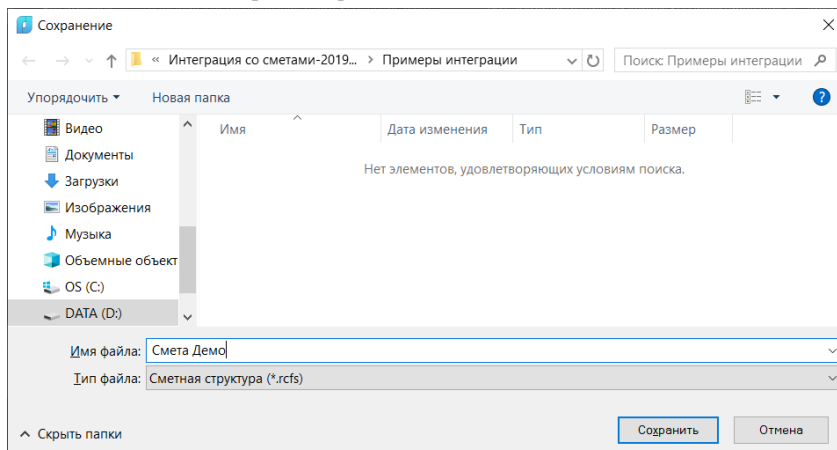 Сохранение
« Интеграция со сметами-2019... > Примеры интеграции
Поиск: Примеры интеграции
Упорядочить Новая папка
Имя Дата изменения Тип Размер
Видео
Документы
Загрузки
Изображения
Музыка
Объемные объект
OS (C:)
DATA (D:)
Нет элементов, удовлетворяющих условиям поиска.
Имя файла: Смета Демо
Тип файла: Сметная структура (*.rcfs)
Скрыть папки
Сохранить Отмена